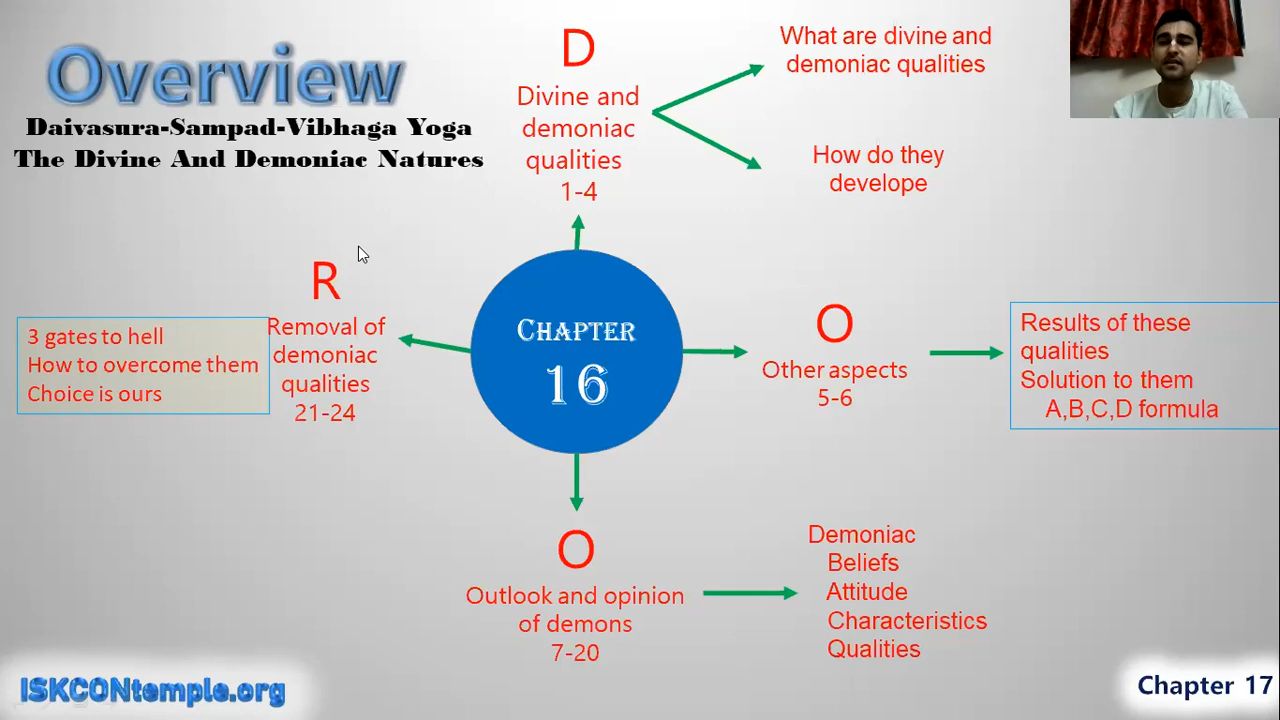 Overview
Daivasura-Sampad-Vibhaga Yoga
The Divine And Demoniac Natures
D
Divine and
demoniac
qualities
1-4
What are divine and
demoniac qualities
How do they
develope
R
Removal of
demoniac
qualities
21-24
3 gates to hell
How to overcome them
Choice is ours
CHAPTER
16
O
Other aspects
5-6
Results of these
qualities
Solution to them
A,B,C,D formula
O
Outlook and opinion
of demons
7-20
Demoniac
Beliefs
Attitude
Characteristics
Qualities
ISKCONtemple.org
Chapter 17